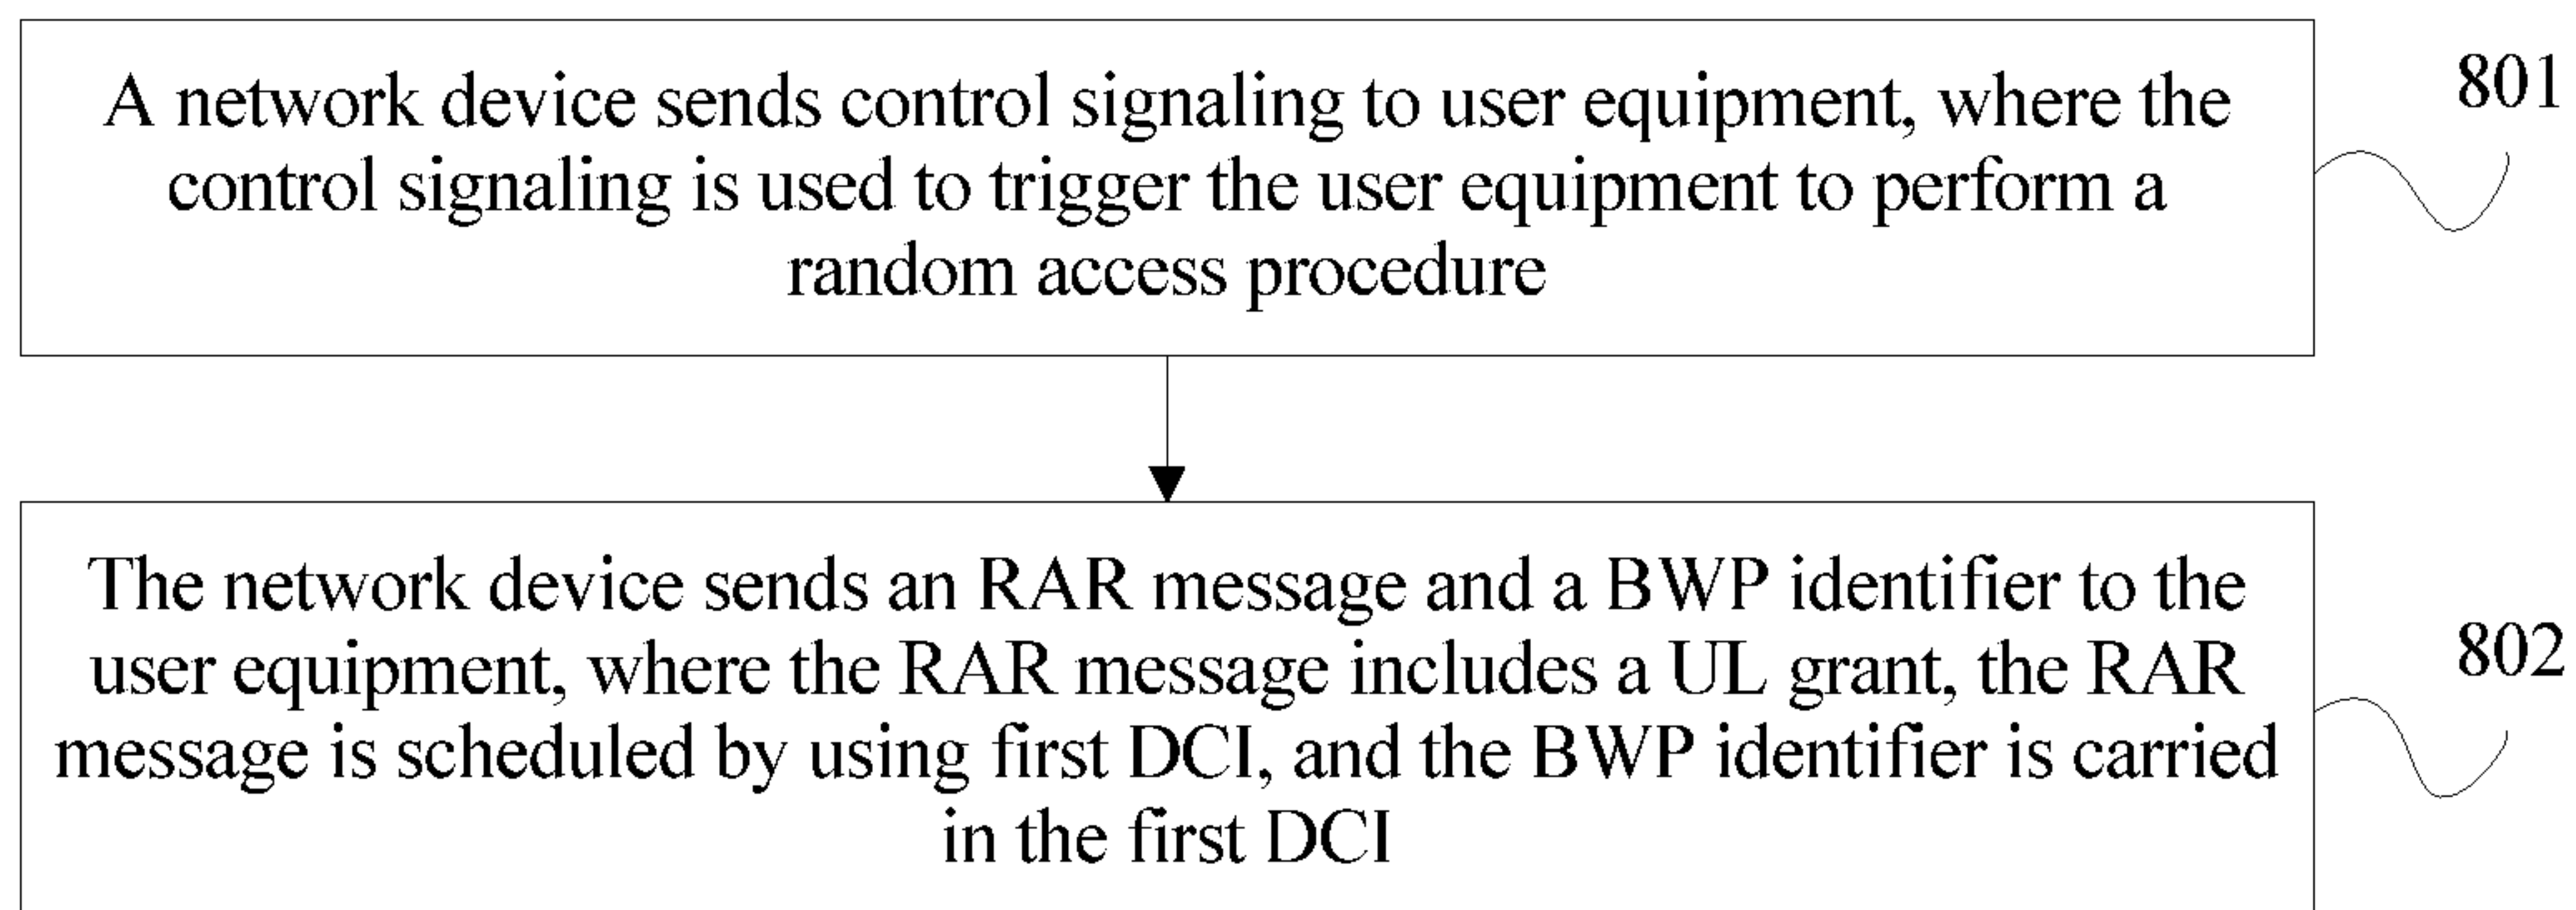 A network device sends control signaling to user equipment, where the
control signaling is used to trigger the user equipment to perform a
random access procedure
801
The network device sends an RAR message and a BWP identifier to the
user equipment, where the RAR message includes a UL grant, the RAR
message is scheduled by using first DCI, and the BWP identifier is carried
in the first DCI
802